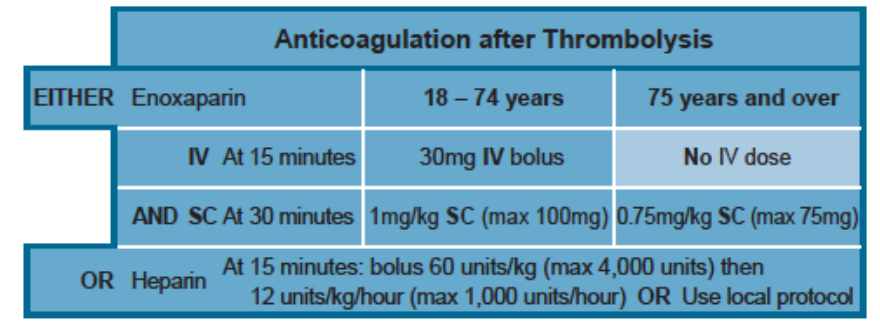 Anticoagulation after Thrombolysis
EITHER Enoxaparin 18 – 74 years 75 years and over
IV At 15 minutes 30mg IV bolus No IV dose
AND SC At 30 minutes 1mg/kg SC (max 100mg) 0.75mg/kg SC (max 75mg)
OR Heparin At 15 minutes: bolus 60 units/kg (max 4,000 units) then
12 units/kg/hour (max 1,000 units/hour) OR Use local protocol